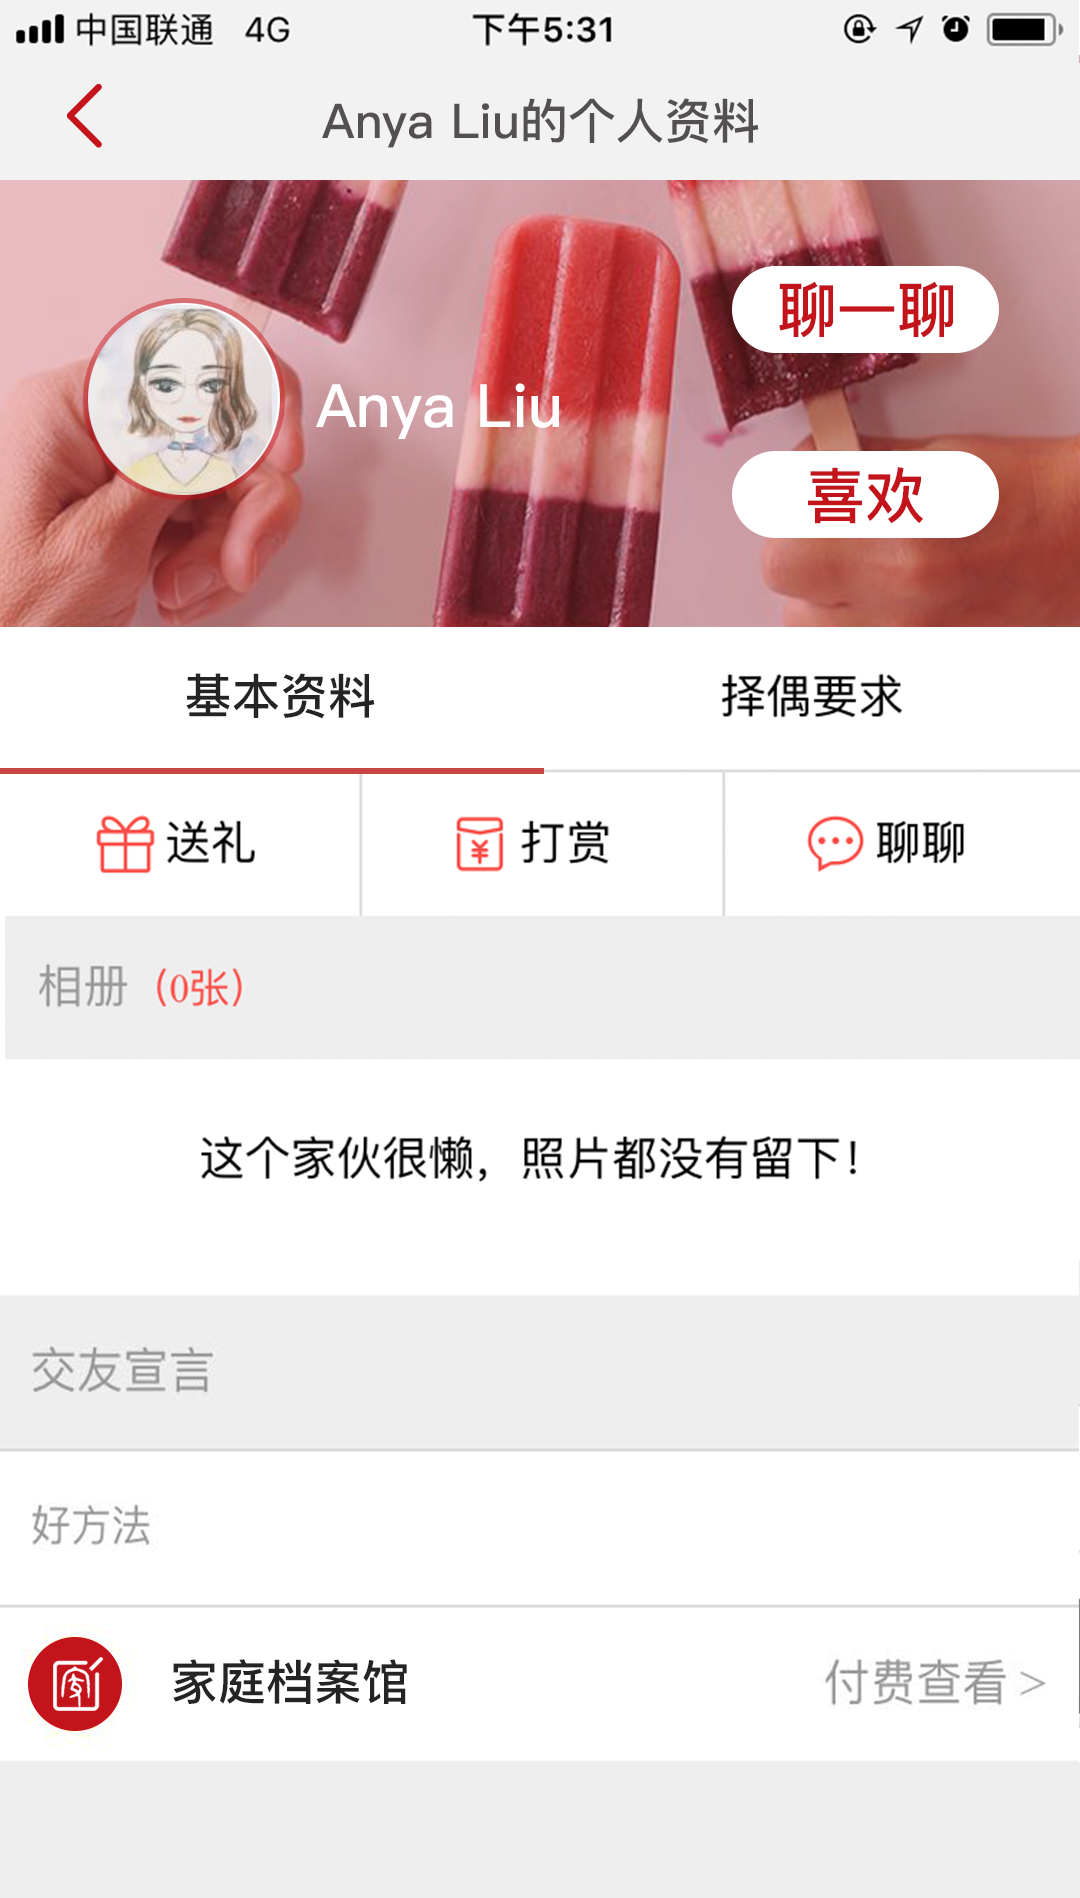 中国联通 4G 下午5:31
Anya Liu的个人资料
聊一聊
Anya Liu
喜欢
基本资料 择偶要求
送礼 打赏 聊聊
相册（0张）
这个家伙很懒，照片都没有留下！
交友宣言
好方法
家庭档案馆 付费查看 >